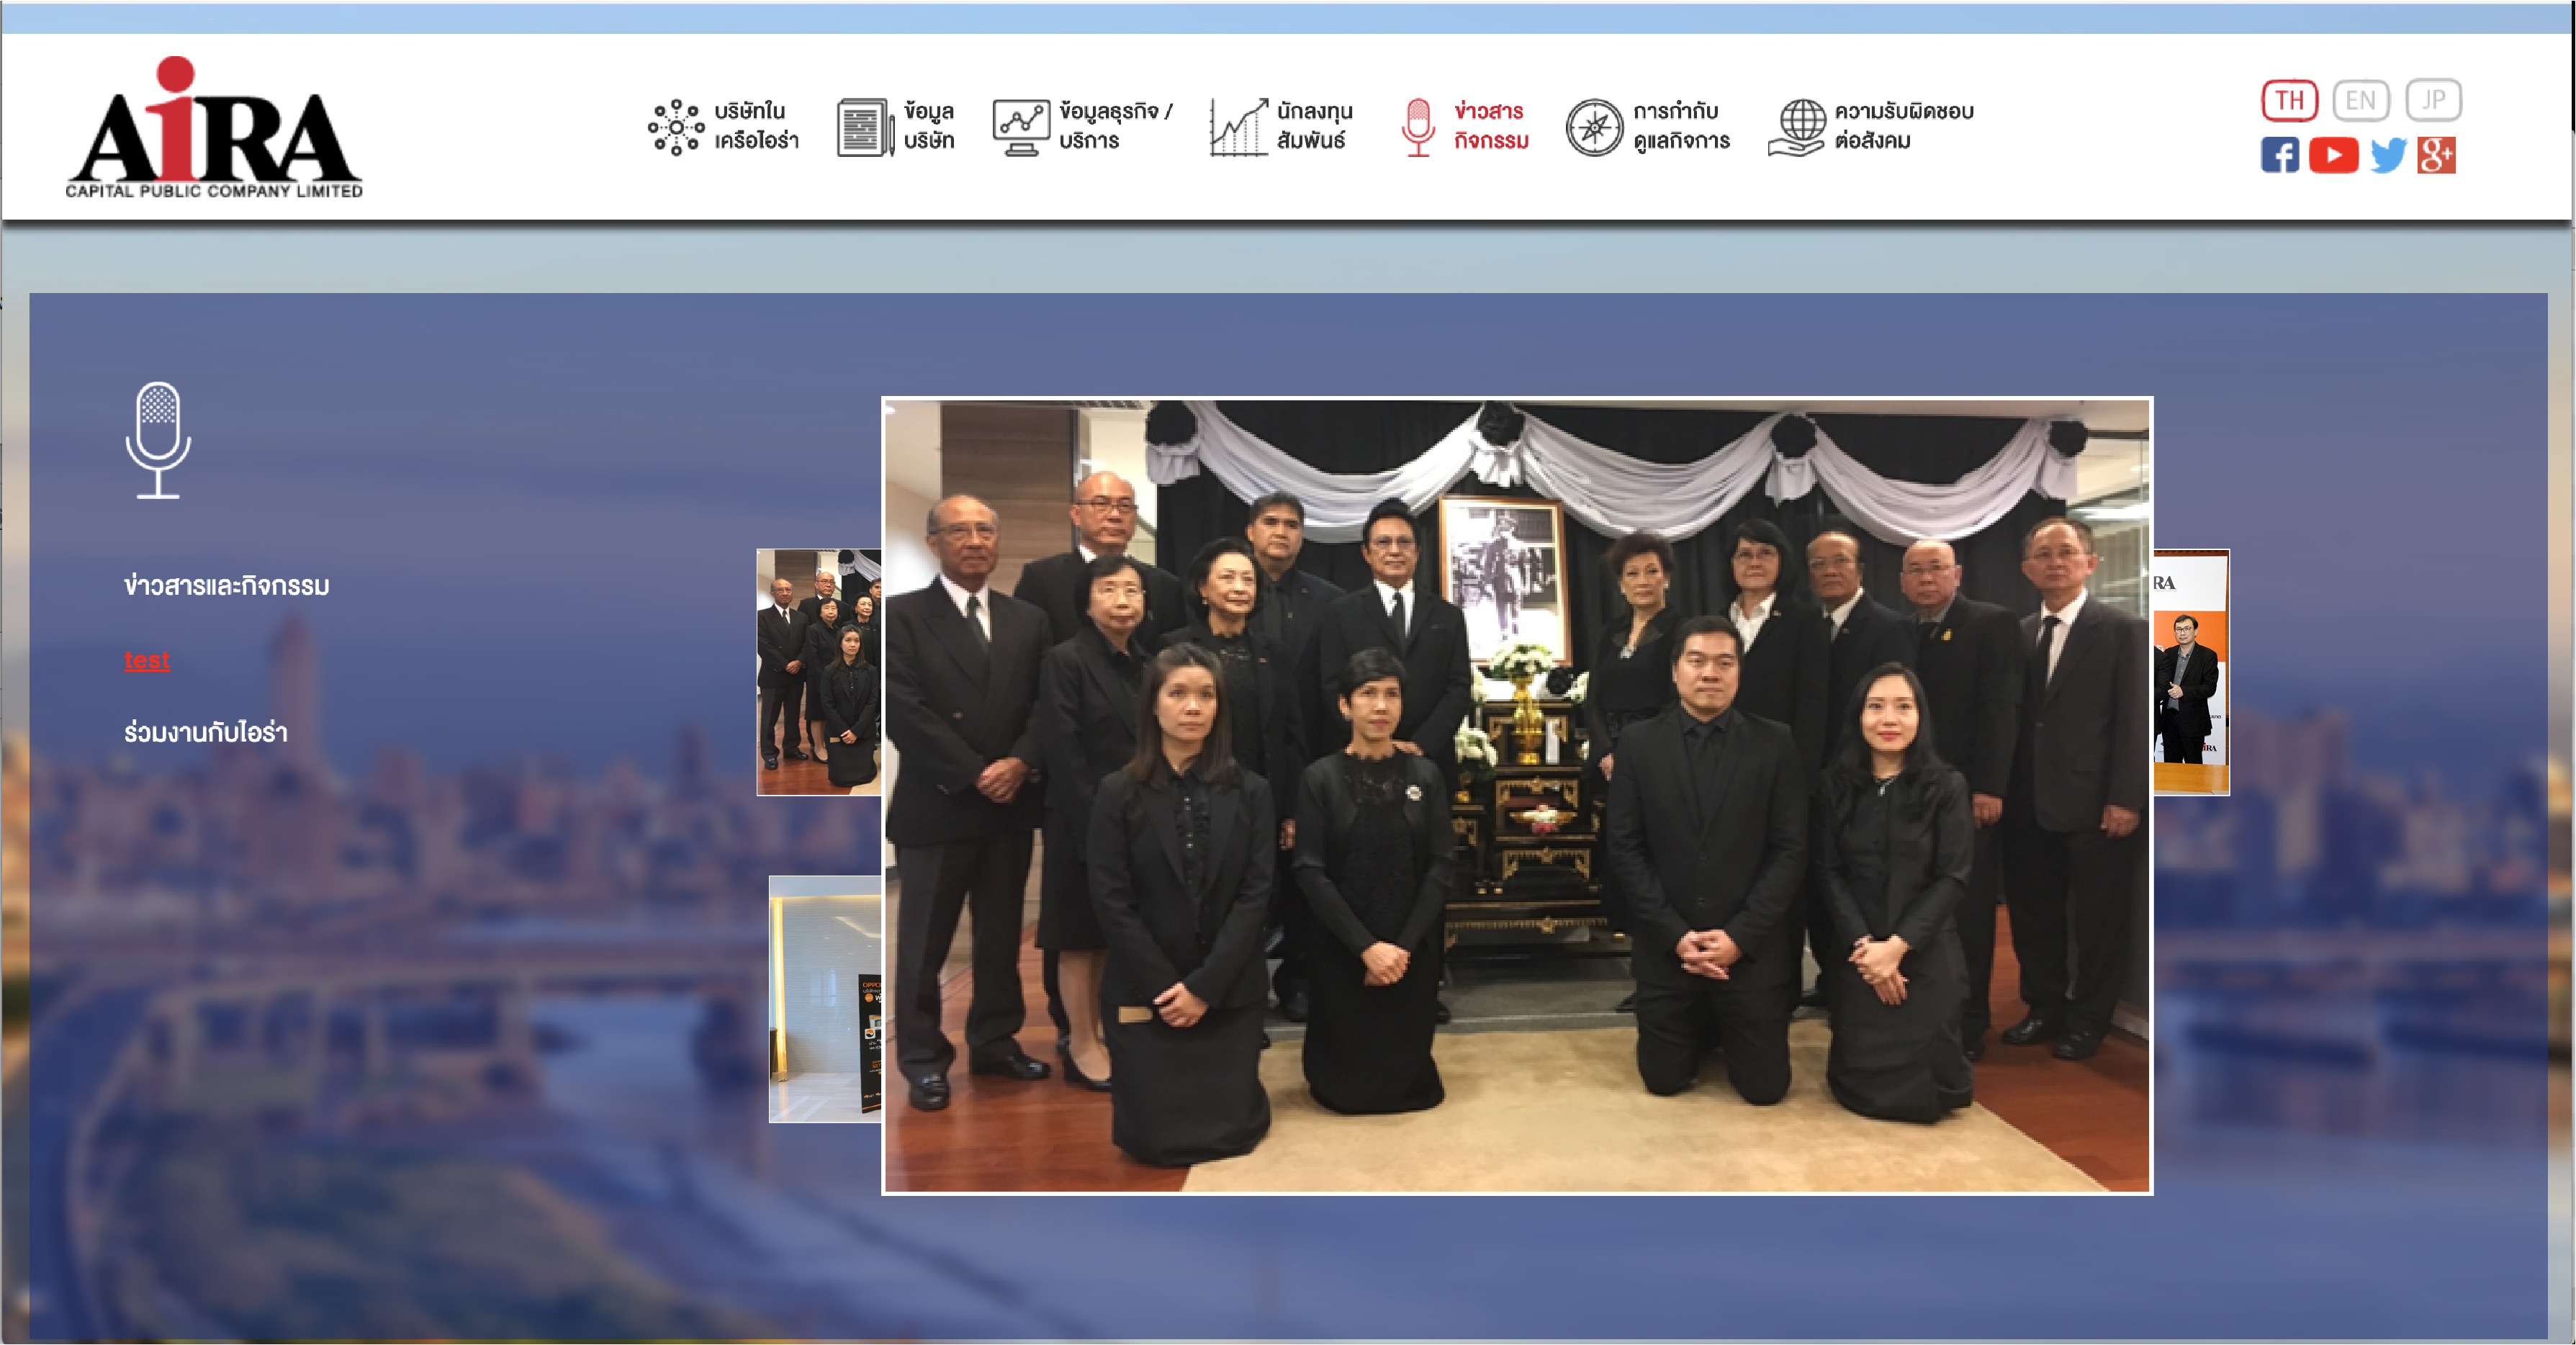 AiRA
CAPITAL PUBLIC COMPANY LIMITED
บริษัทใน
เครือไอร่า
ข้อมูล
บริษัท
ข้อมูลธุรกิจ /
บริการ
นักลงทุน
สัมพันธ์
ข่าวสาร
กิจกรรม
การกำกับ
ดูแลกิจการ
ความรับผิดชอบ
ต่อสังคม
TH EN JP
ข่าวสารและกิจกรรม
test
ร่วมงานกับไอร่า
RA